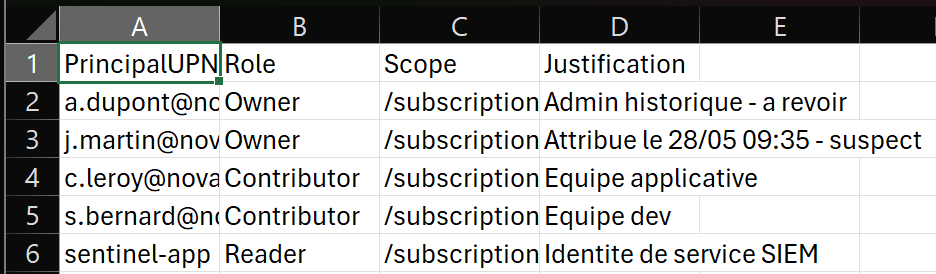 A B C D E
1 PrincipalUPN Role Scope Justification
2 a.dupont@no Owner /subscription Admin historique - a revoir
3 j.martin@nov Owner /subscription Attribue le 28/05 09:35 - suspect
4 c.leroy@nova Contributor /subscription Equipe applicative
5 s.bernard@no Contributor /subscription Equipe dev
6 sentinel-app Reader /subscription Identite de service SIEM